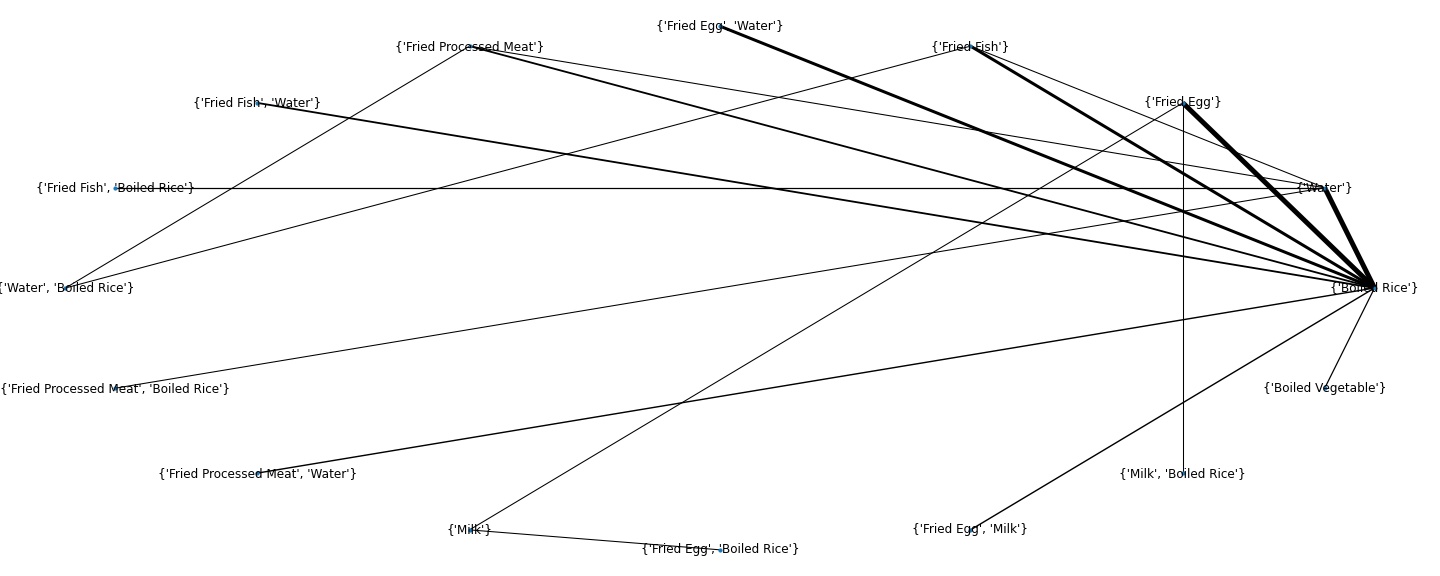 {'Fried Egg', 'Water'}
{'Fried Processed Meat'}
{'Fried Fish'}
{'Fried Fish', 'Water'}
{'Fried Egg'}
{'Fried Fish', 'Boiled Rice'}
{'Water'}
{'Water', 'Boiled Rice'}
{'Boiled Rice'}
{'Fried Processed Meat', 'Boiled Rice'}
{'Boiled Vegetable'}
{'Fried Processed Meat', 'Water'}
{'Milk', 'Boiled Rice'}
{'Milk'}
{'Fried Egg', 'Milk'}
{'Fried Egg', 'Boiled Rice'}